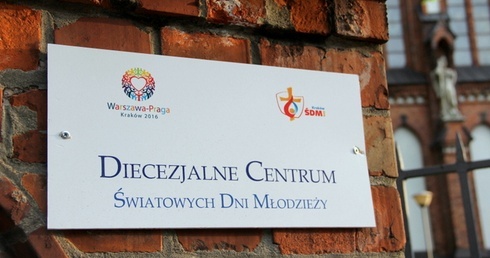 Warszawa-Praga
Kraków 2016
Kraków
SDM
DIECEZJALNE CENTRUM
ŚWIATOWYCH DNI MŁODZIEŻY